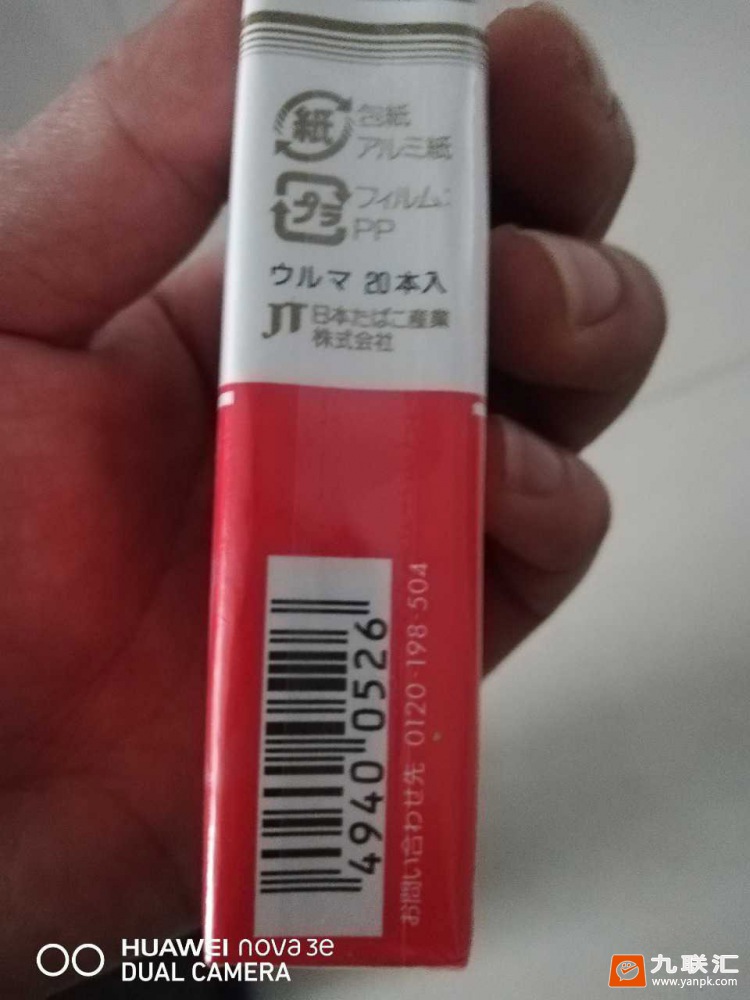 紙
包紙
アルミ紙
プラ
フィルム:
PP
ウルマ 20本入
JT 日本たばこ産業
株式会社
4940 0526
お問い合わせ先 0120-198-504
HUAWEI nova 3e
DUAL CAMERA
九联汇
www.yanpk.com